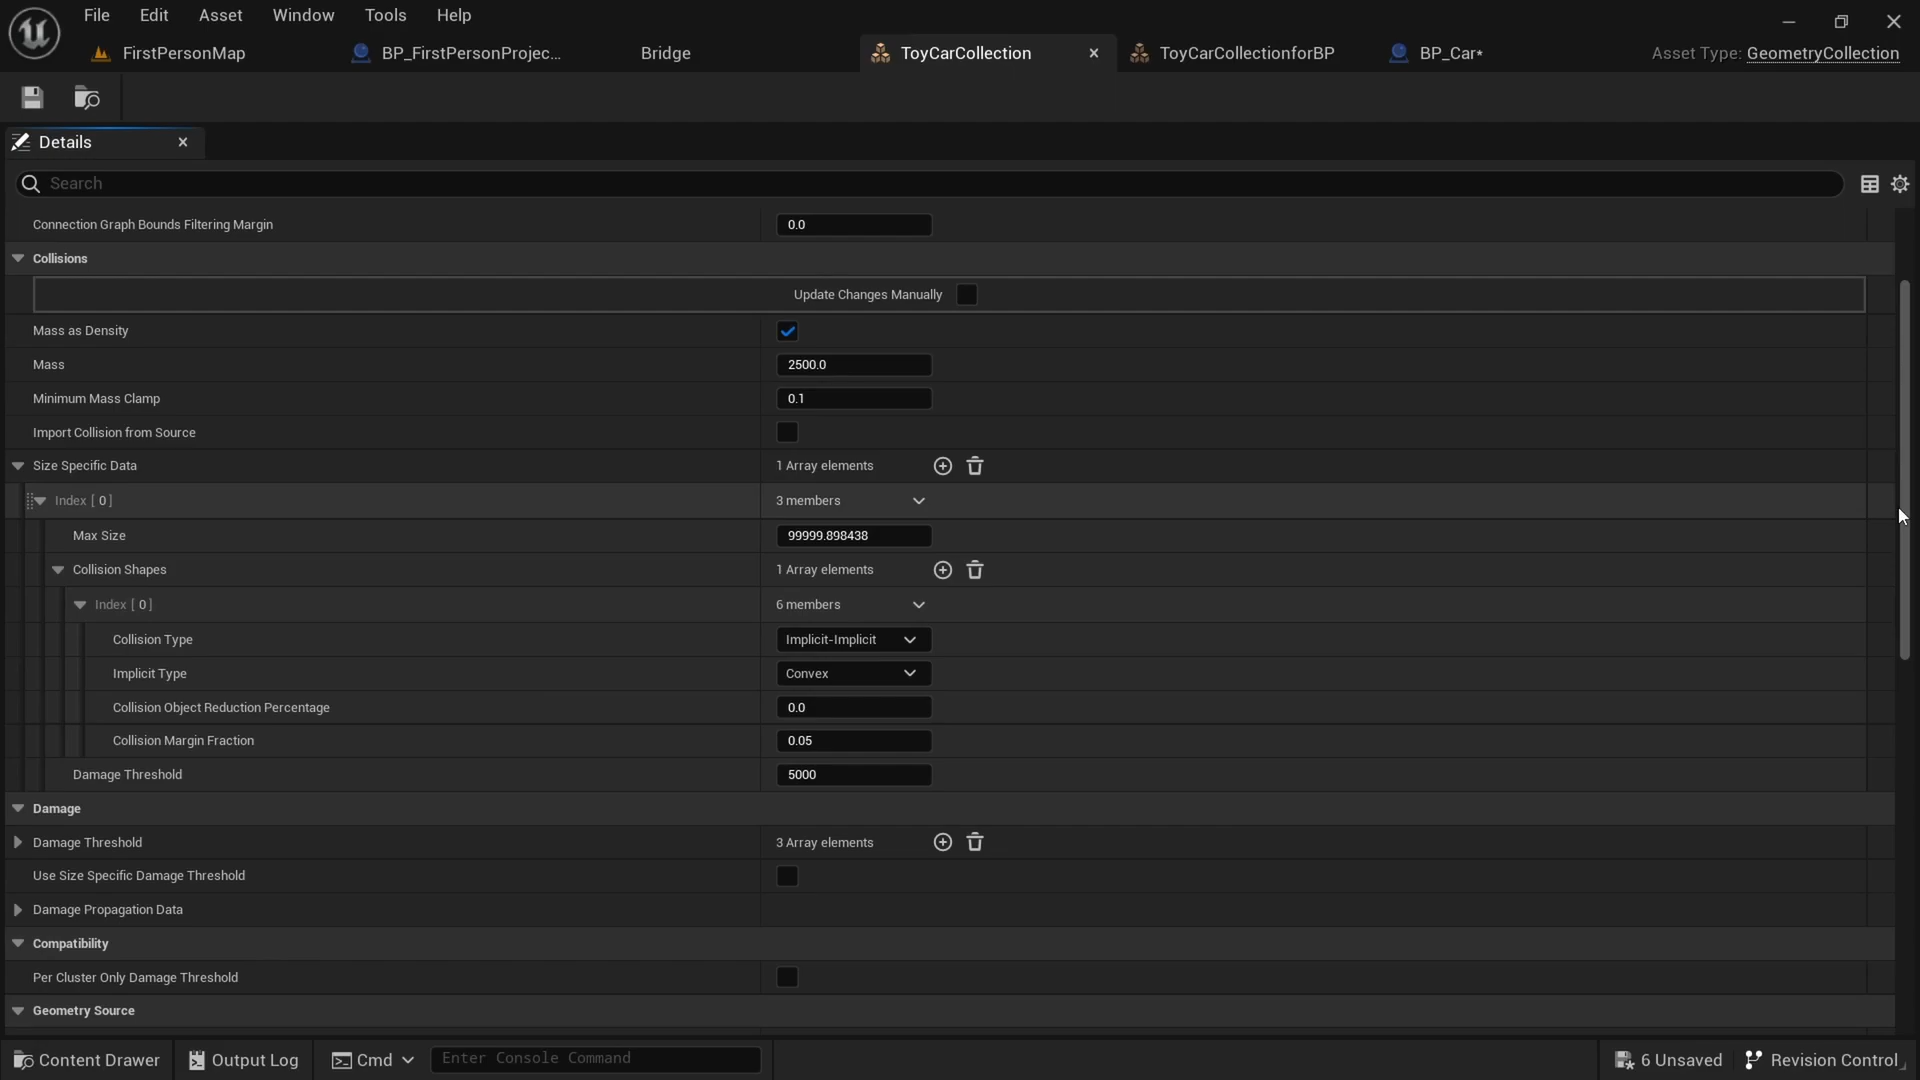 File Edit Asset Window Tools Help
FirstPersonMap BP_FirstPersonProjec... Bridge ToyCarCollection ToyCarCollectionforBP BP_Car* Asset Type: GeometryCollection
Details
Search
Connection Graph Bounds Filtering Margin 0.0
Collisions
Update Changes Manually
Mass as Density
Mass 2500.0
Minimum Mass Clamp 0.1
Import Collision from Source
Size Specific Data 1 Array elements
Index [ 0 ] 3 members
Max Size 99999.898438
Collision Shapes 1 Array elements
Index [ 0 ] 6 members
Collision Type Implicit-Implicit
Implicit Type Convex
Collision Object Reduction Percentage 0.0
Collision Margin Fraction 0.05
Damage Threshold 5000
Damage
Damage Threshold 3 Array elements
Use Size Specific Damage Threshold
Damage Propagation Data
Compatibility
Per Cluster Only Damage Threshold
Geometry Source
Content Drawer Output Log Cmd Enter Console Command 6 Unsaved Revision Control